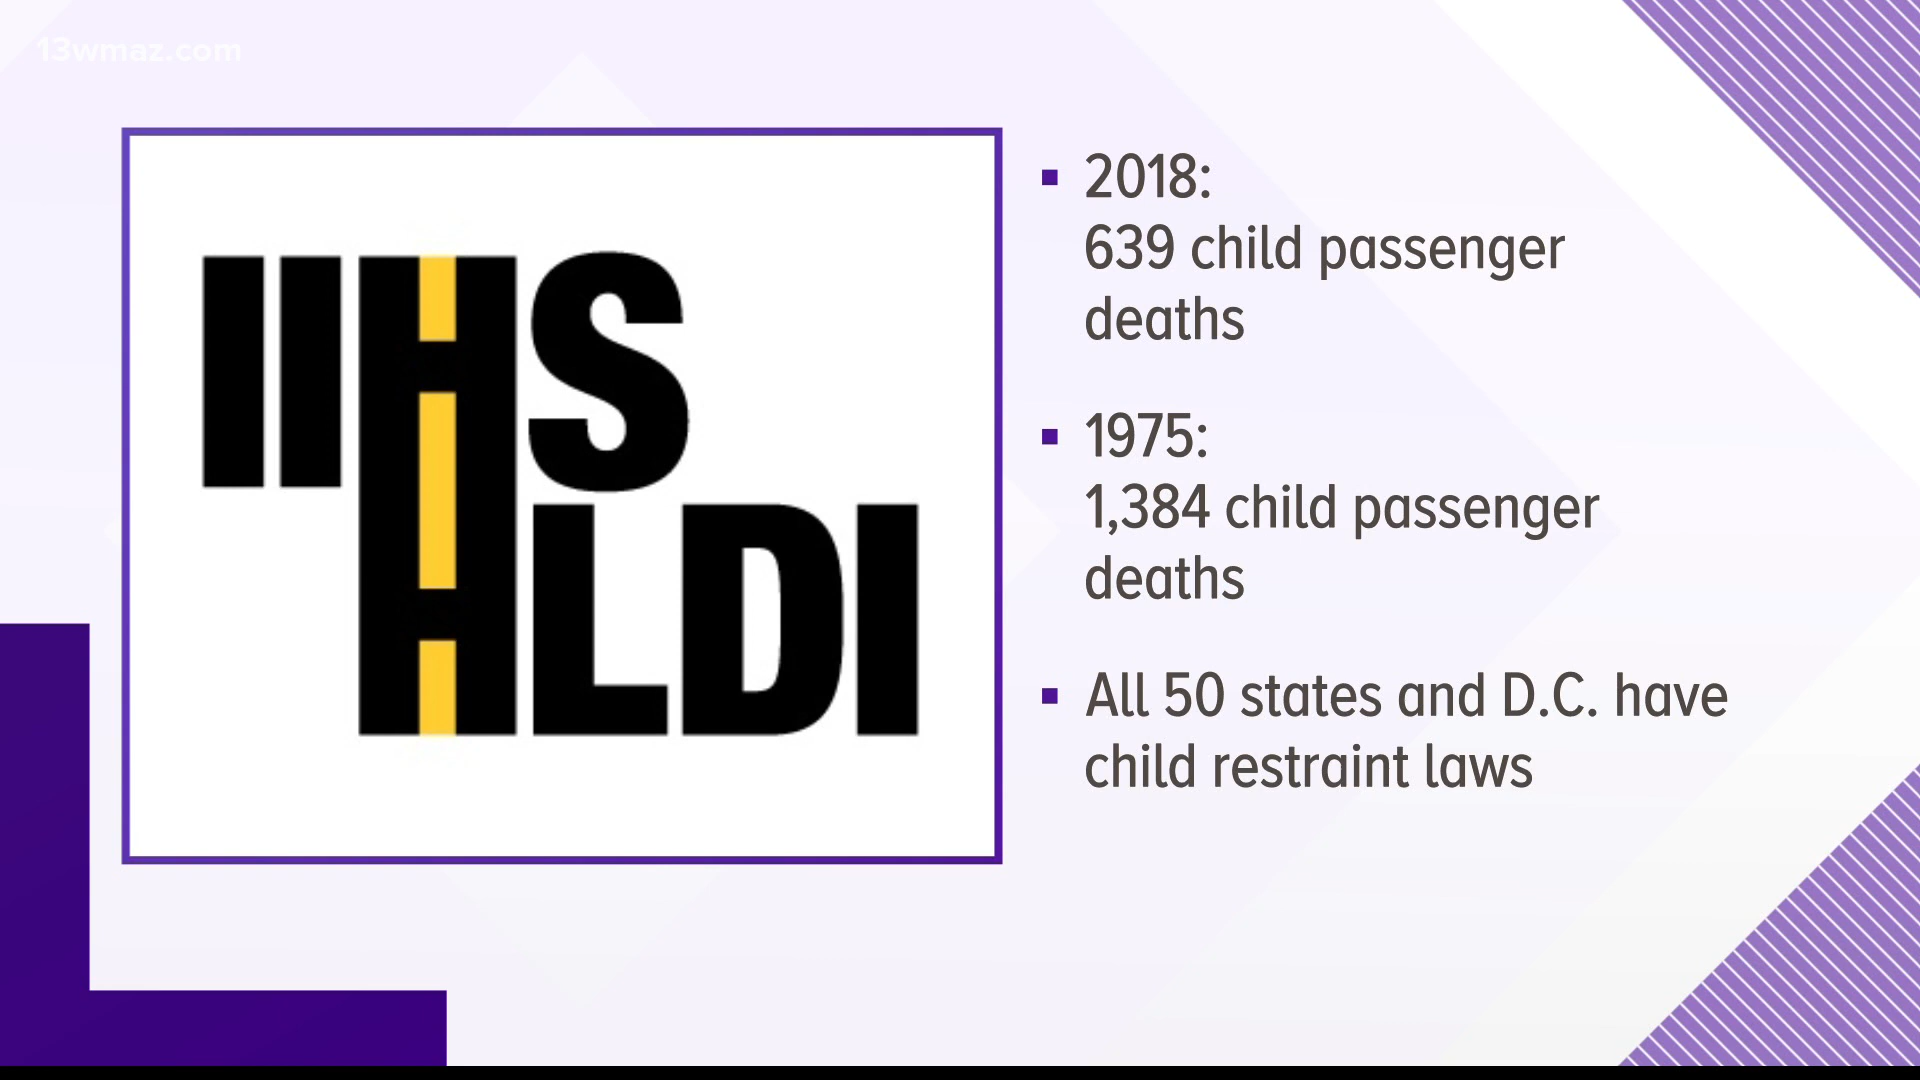 13wmaz.com
IIHS
HLDI
2018:
639 child passenger
deaths
1975:
1,384 child passenger
deaths
All 50 states and D.C. have
child restraint laws